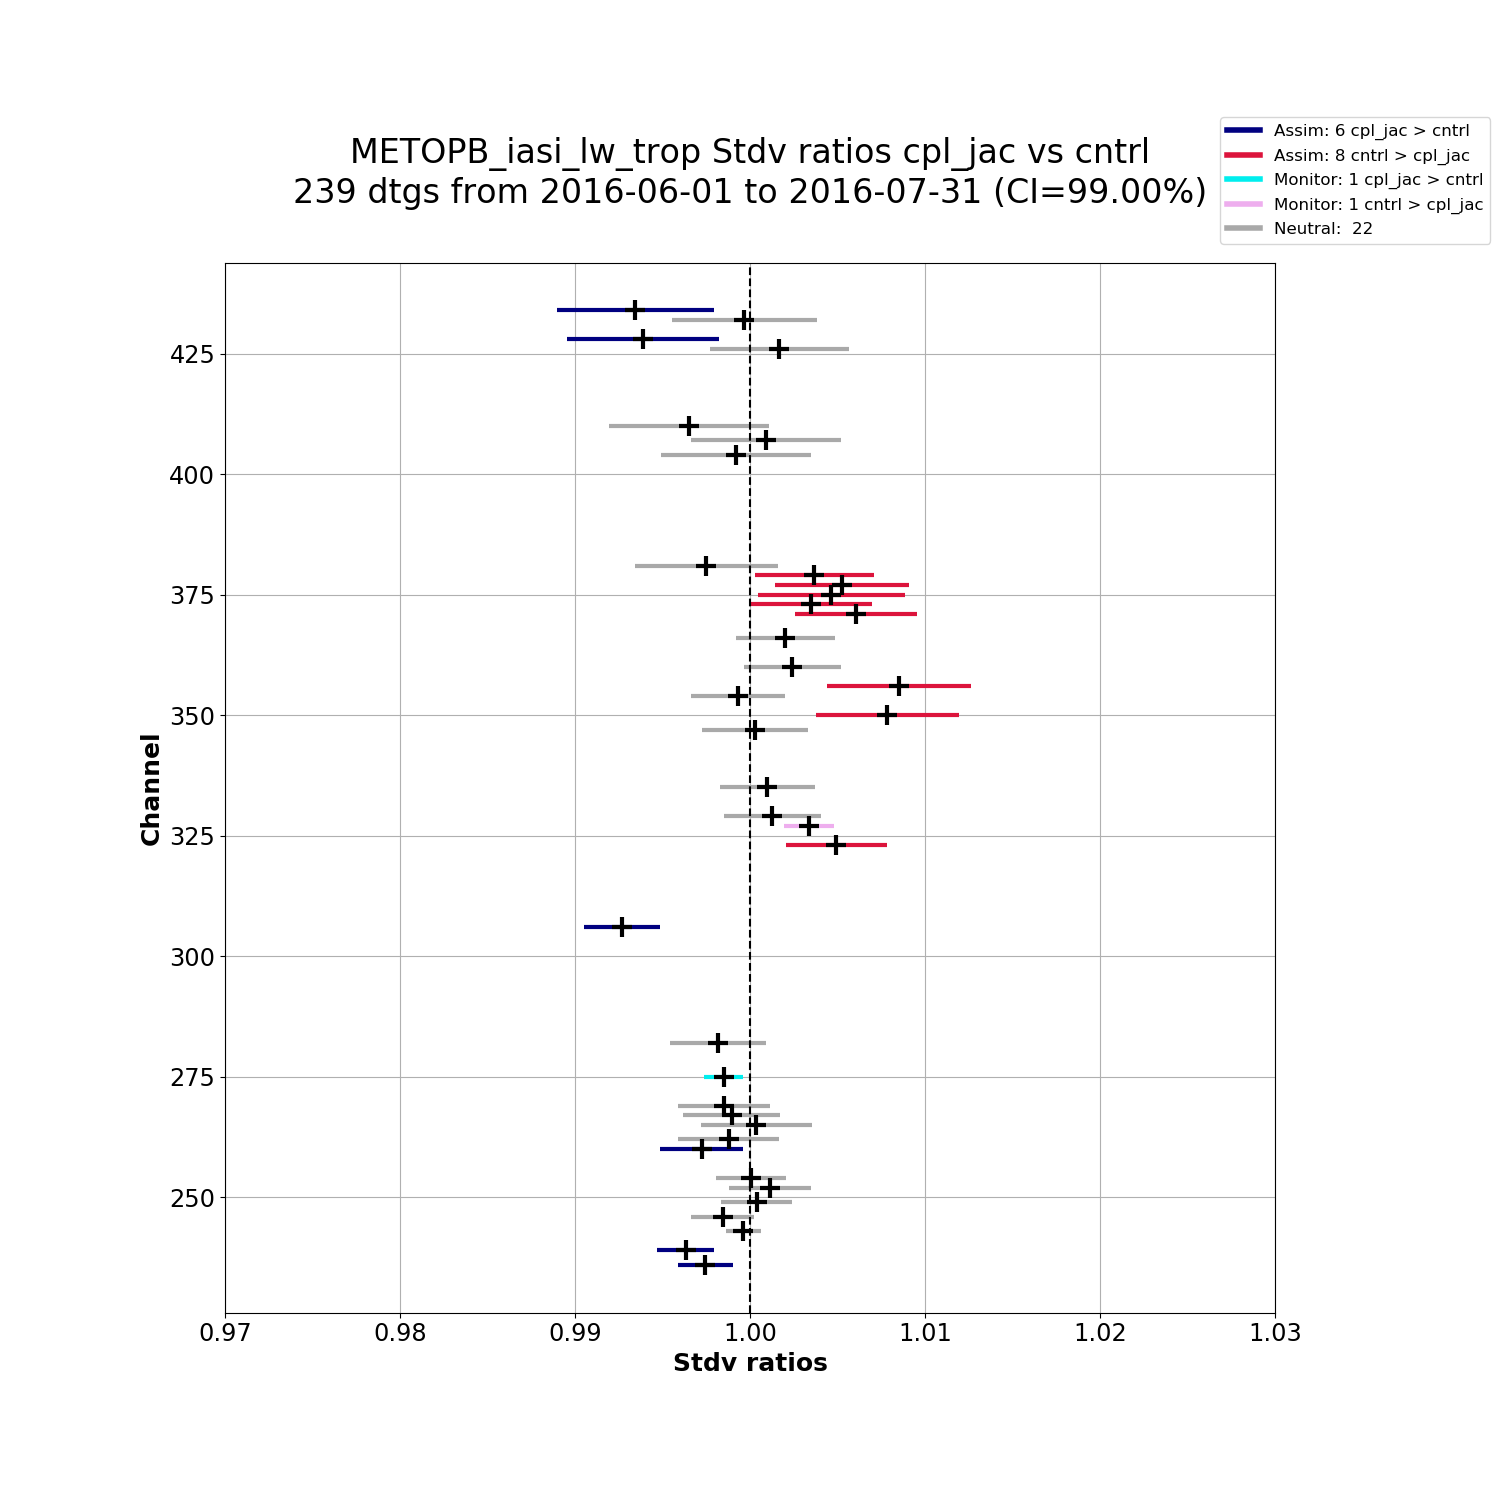 METOPB_iasi_lw_trop Stdv ratios cpl_jac vs cntrl
239 dtgs from 2016-06-01 to 2016-07-31 (CI=99.00%)
Assim: 6 cpl_jac > cntrl
Assim: 8 cntrl > cpl_jac
Monitor: 1 cpl_jac > cntrl
Monitor: 1 cntrl > cpl_jac
Neutral:  22
425
400
375
350
325
300
275
250
Channel
0.97 0.98 0.99 1.00 1.01 1.02 1.03
Stdv ratios